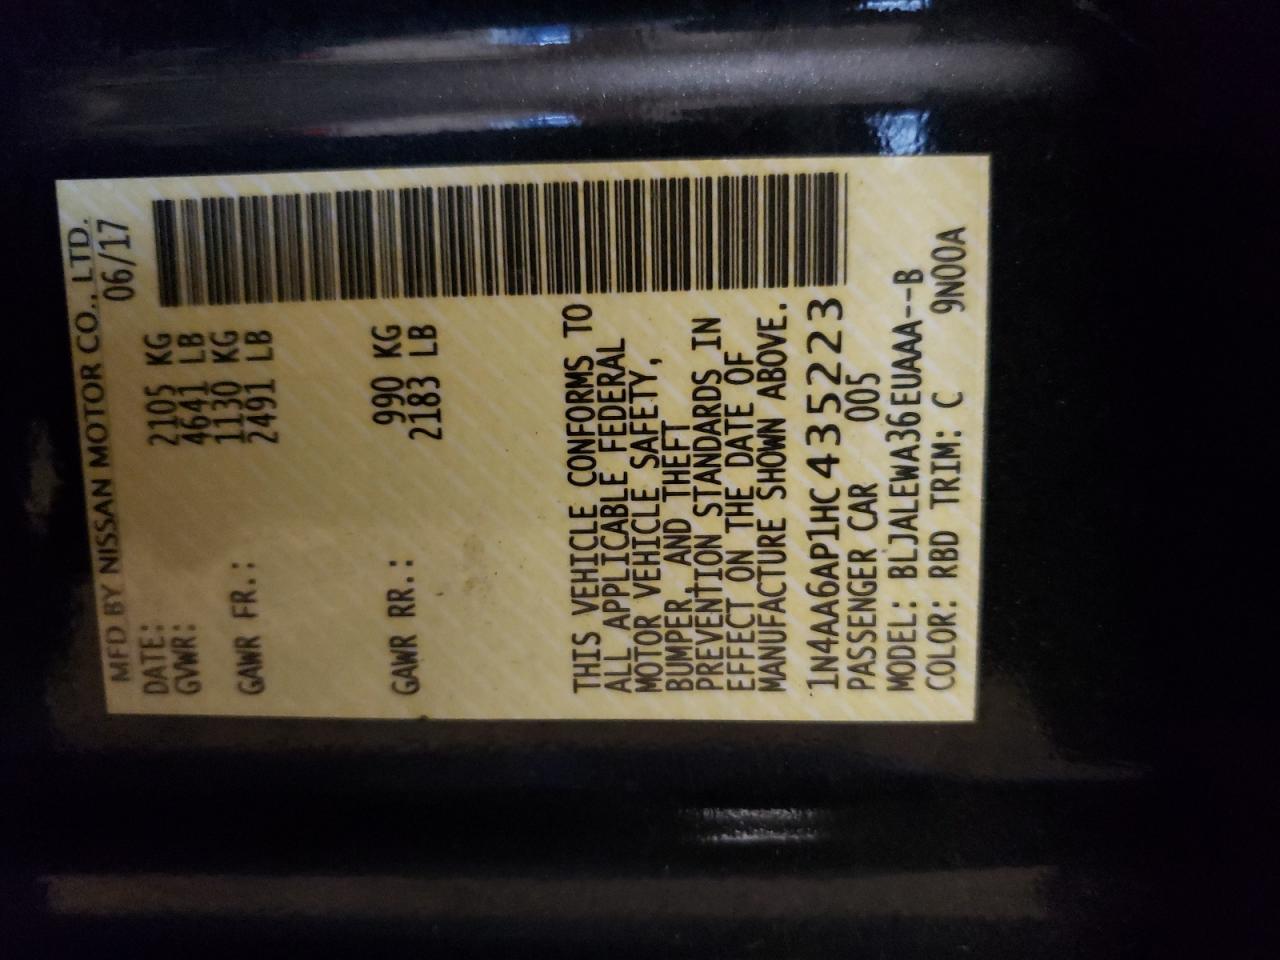 MFD BY NISSAN MOTOR CO., LTD.
DATE: 06/17
GVWR: 2105 KG
4641 LB
GAWR FR.: 1130 KG
2491 LB
GAWR RR.: 990 KG
2183 LB
THIS VEHICLE CONFORMS TO
ALL APPLICABLE FEDERAL
MOTOR VEHICLE SAFETY,
BUMPER, AND THEFT
PREVENTION STANDARDS IN
EFFECT ON THE DATE OF
MANUFACTURE SHOWN ABOVE.
1N4AA6AP1HC435223
PASSENGER CAR 005
MODEL: BLJALEWA36EUAAA--B
COLOR: RBD TRIM: C 9N00A